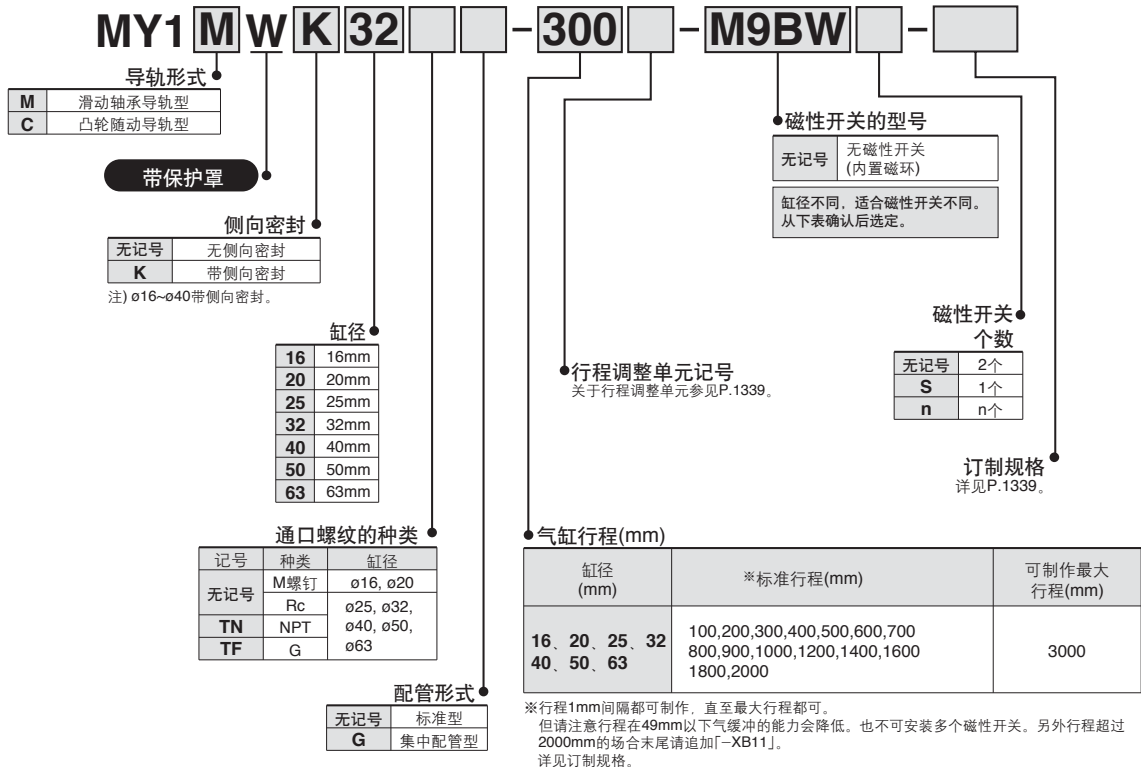 MY1 M W K 32 - 300 - M9BW -
导轨形式
M 滑动轴承导轨型
C 凸轮随动导轨型
带保护罩
侧向密封
无记号 无侧向密封
K 带侧向密封
注) ø16~ø40带侧向密封。
缸径
16 16mm
20 20mm
25 25mm
32 32mm
40 40mm
50 50mm
63 63mm
通口螺纹的种类
记号 种类 缸径
无记号 M螺钉 ø16, ø20
Rc ø25, ø32,
TN NPT ø40, ø50,
TF G ø63
配管形式
无记号 标准型
G 集中配管型
磁性开关的型号
无记号 无磁性开关
(内置磁环)
缸径不同，适合磁性开关不同。
从下表确认后选定。
磁性开关
个数
无记号 2个
S 1个
n n个
行程调整单元记号
关于行程调整单元参见P.1339。
订制规格
详见P.1339。
气缸行程(mm)
缸径
(mm)
※标准行程(mm)
可制作最大
行程(mm)
16、20、25、32
40、50、63
100,200,300,400,500,600,700
800,900,1000,1200,1400,1600
1800,2000
3000
※行程1mm间隔都可制作，直至最大行程都可。
但请注意行程在49mm以下气缓冲的能力会降低。也不可安装多个磁性开关。另外行程超过
2000mm的场合末尾请追加「−XB11」。
详见订制规格。